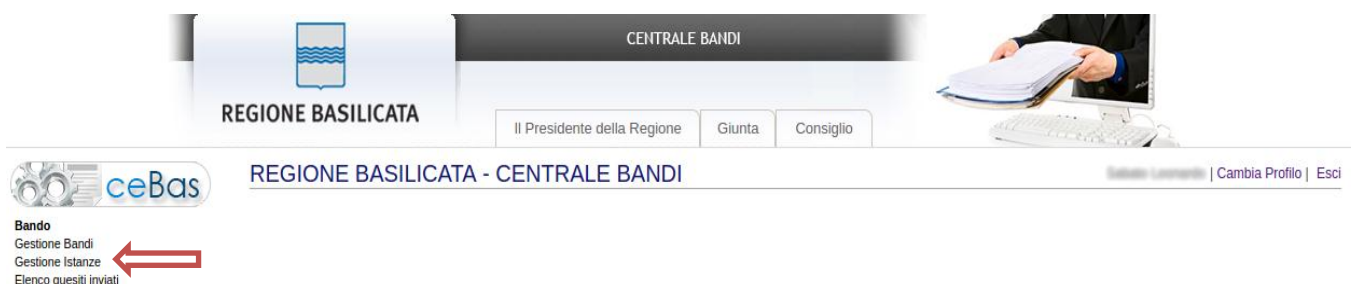 CENTRALE BANDI
REGIONE BASILICATA
Il Presidente della Regione
Giunta
Consiglio
ceBas
REGIONE BASILICATA - CENTRALE BANDI
| Cambia Profilo | Esci
Bando
Gestione Bandi
Gestione Istanze
Elenco quesiti inviati